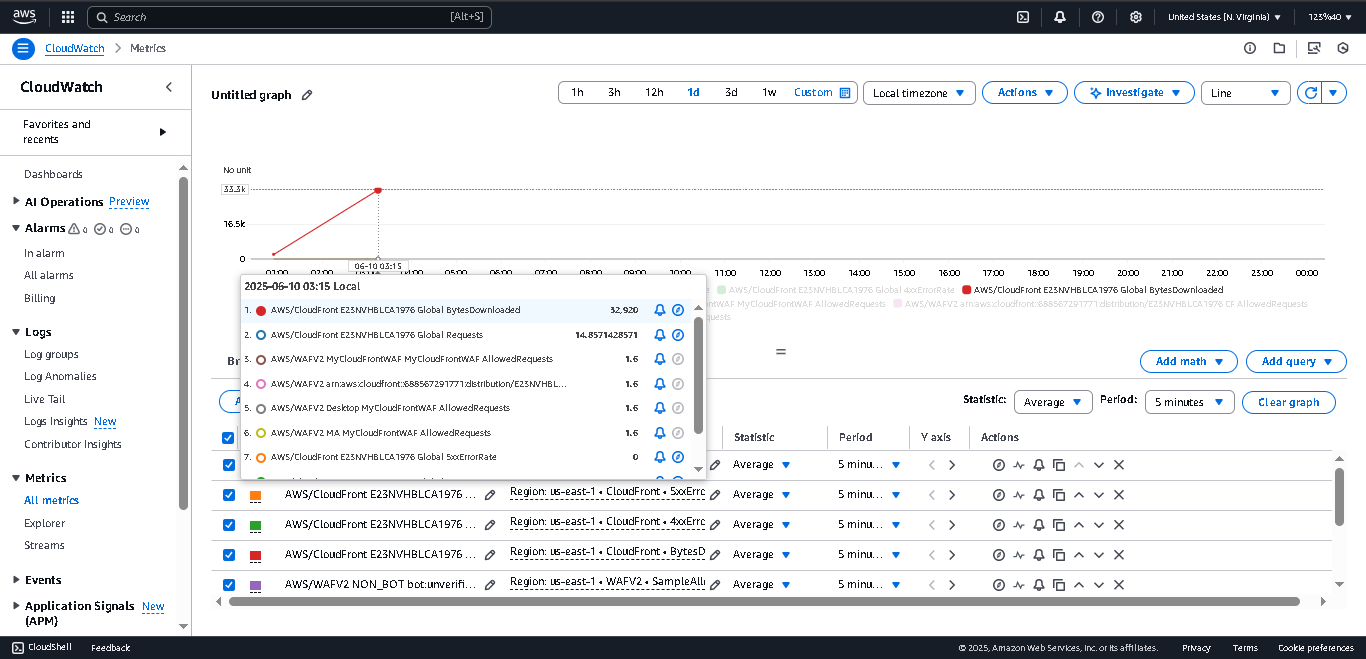 aws
Search [Alt+S]
United States (N. Virginia) 123%40
CloudWatch Metrics
CloudWatch
Favorites and
recents
Dashboards
AI Operations Preview
Alarms 0 0 0
In alarm
All alarms
Billing
Logs
Log groups
Log Anomalies
Live Tail
Logs Insights New
Contributor Insights
Metrics
All metrics
Explorer
Streams
Events
Application Signals New
(APM)
Untitled graph
1h 3h 12h 1d 3d 1w Custom Local timezone Actions Investigate Line
No unit
33.3k
16.5k
0
01:00 02:00 04:00 05:00 06:00 07:00 08:00 09:00 10:00 11:00 12:00 13:00 14:00 15:00 16:00 17:00 18:00 19:00 20:00 21:00 22:00 23:00 00:00
06-10 03:15
AWS/CloudFront E23NVHBLCA1976 Global 4xxErrorRate AWS/CloudFront E23NVHBLCA1976 Global BytesDownloaded
MyCloudFrontWAF AllowedRequests AWS/WAFV2 arn:aws:cloudfront::688567291771:distribution/E23NVHBLCA1976 CF AllowedRequests
2025-06-10 03:15 Local
1. AWS/CloudFront E23NVHBLCA1976 Global BytesDownloaded 32,920
2. AWS/CloudFront E23NVHBLCA1976 Global Requests 14.8571428571
3. AWS/WAFV2 MyCloudFrontWAF MyCloudFrontWAF AllowedRequests 1.6
4. AWS/WAFV2 arn:aws:cloudfront::688567291771:distribution/E23NVHBL... 1.6
5. AWS/WAFV2 Desktop MyCloudFrontWAF AllowedRequests 1.6
6. AWS/WAFV2 MA MyCloudFrontWAF AllowedRequests 1.6
7. AWS/CloudFront E23NVHBLCA1976 Global 5xxErrorRate 0
=
Add math Add query
Statistic: Average Period: 5 minutes Clear graph
Statistic Period Y axis Actions
Average 5 minu...
AWS/CloudFront E23NVHBLCA1976 ... Region: us-east-1 • CloudFront • 5xxErrc Average 5 minu...
AWS/CloudFront E23NVHBLCA1976 ... Region: us-east-1 • CloudFront • 4xxErrc Average 5 minu...
AWS/CloudFront E23NVHBLCA1976 ... Region: us-east-1 • CloudFront • BytesD Average 5 minu...
AWS/WAFV2 NON_BOT bot:unverifi... Region: us-east-1 • WAFV2 • SampleAll Average 5 minu...
CloudShell Feedback © 2025, Amazon Web Services, Inc. or its affiliates. Privacy Terms Cookie preferences